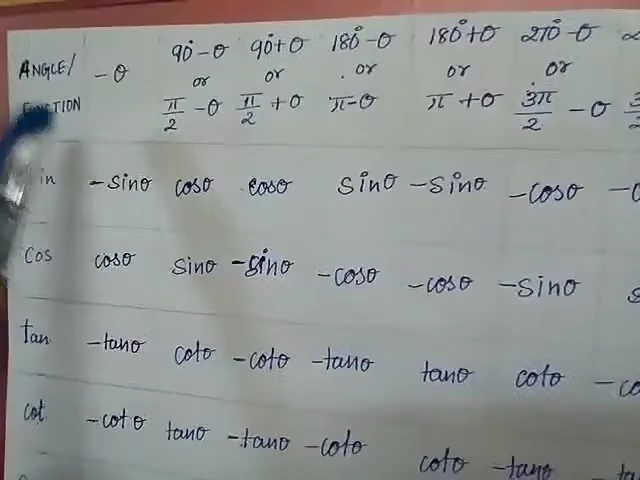 ANGLE/ FUNCTION -θ 90°-θ or π/2 -θ 90°+θ or π/2 +θ 180°-θ or π-θ 180°+θ or π+θ 270°-θ or 3π/2 -θ
in -sinθ cosθ cosθ sinθ -sinθ -cosθ
cos cosθ sinθ -sinθ -cosθ -cosθ -sinθ
tan -tanθ cotθ -cotθ -tanθ tanθ cotθ -co
cot -cotθ tanθ -tanθ -cotθ cotθ -tanθ